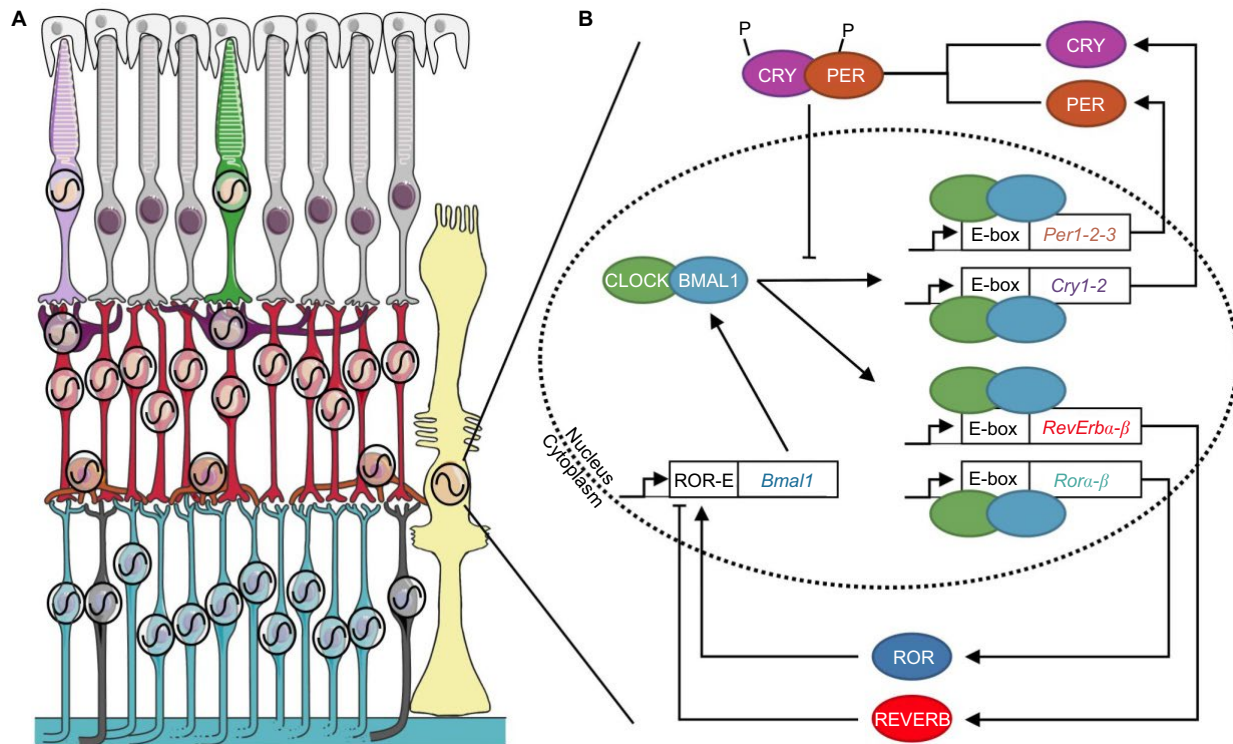 A
B
P
P
CRY
PER
CRY
PER
E-box
Per1-2-3
CLOCK
BMAL1
E-box
Cry1-2
E-box
RevErbα-β
Nucleus
Cytoplasm
ROR-E
Bmal1
E-box
Rorα-β
ROR
REVERB